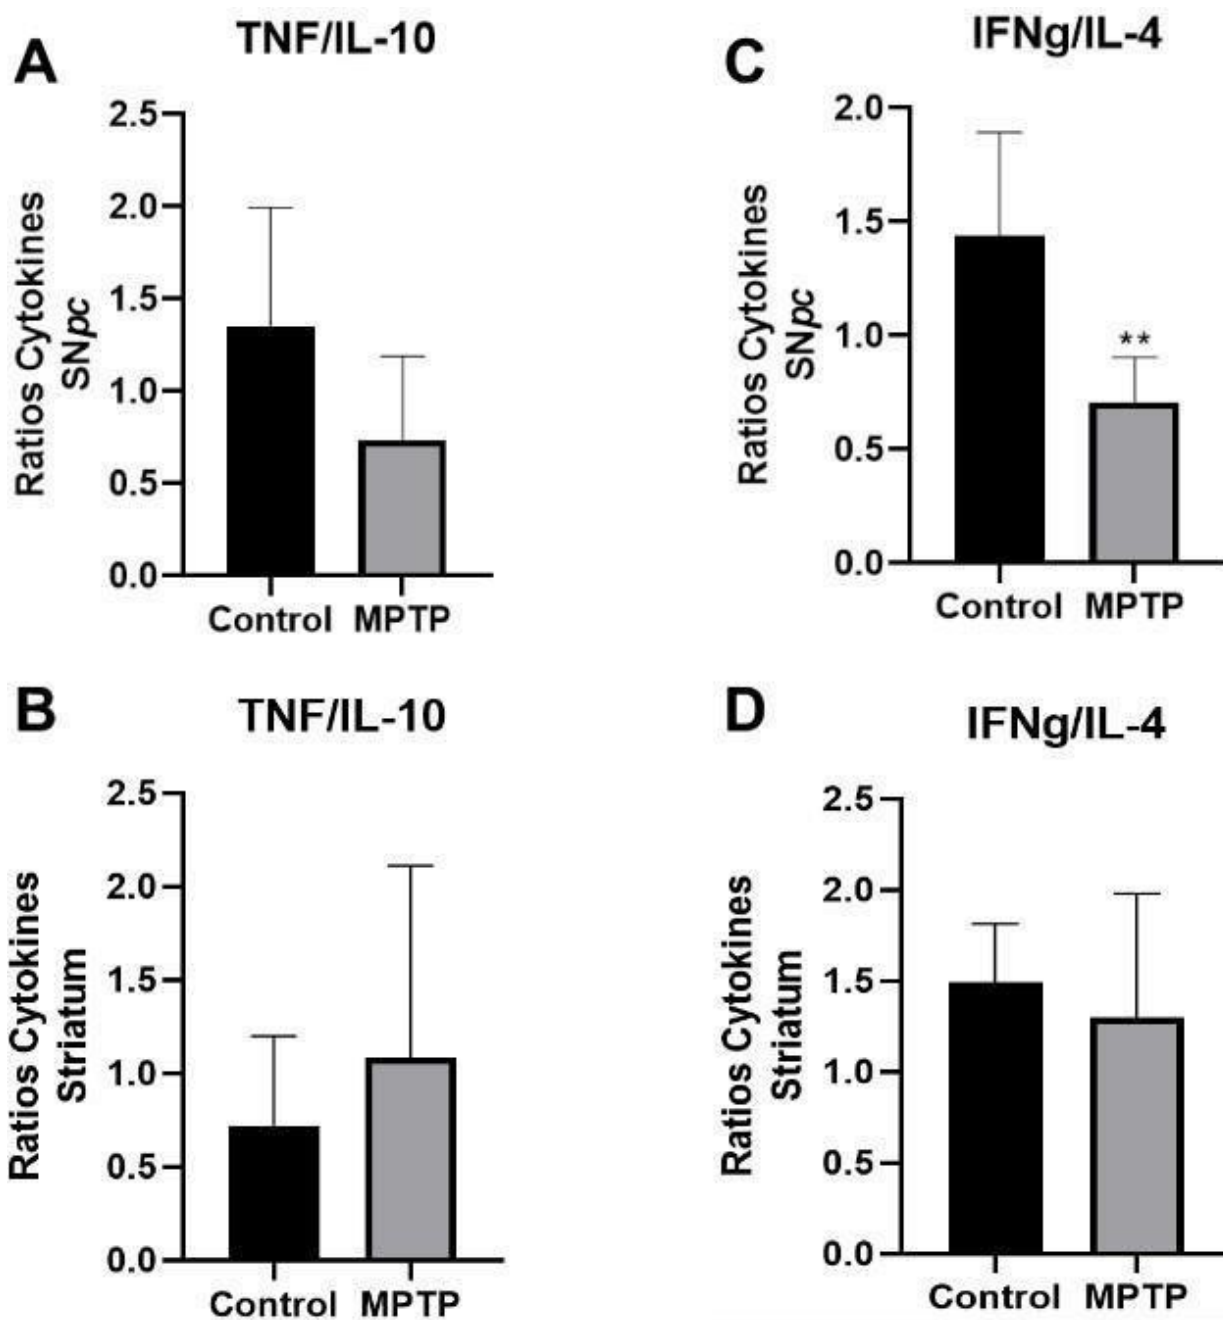 A
TNF/IL-10
Ratios Cytokines
SNpc
2.5
2.0
1.5
1.0
0.5
0.0
Control MPTP
C
IFNg/IL-4
Ratios Cytokines
SNpc
2.0
1.5
1.0
0.5
0.0
**
Control MPTP
B
TNF/IL-10
Ratios Cytokines
Striatum
2.5
2.0
1.5
1.0
0.5
0.0
Control MPTP
D
IFNg/IL-4
Ratios Cytokines
Striatum
2.5
2.0
1.5
1.0
0.5
0.0
Control MPTP